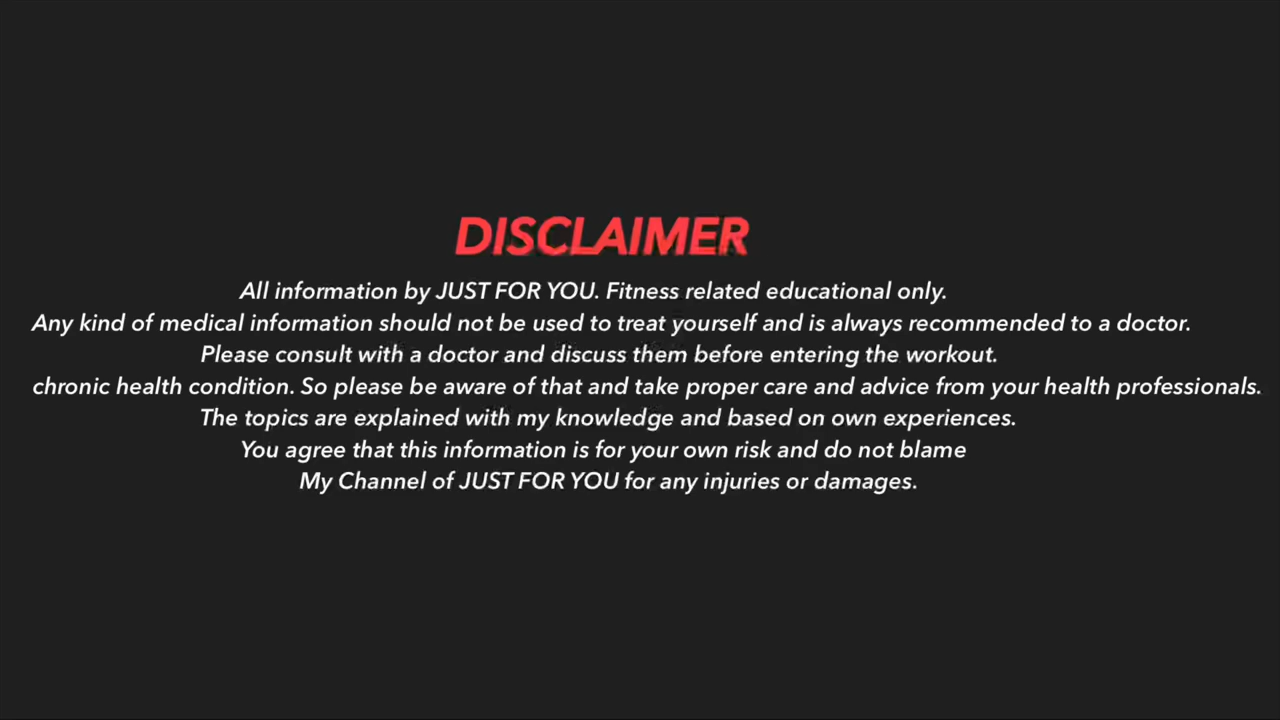 DISCLAIMER
All information by JUST FOR YOU. Fitness related educational only.
Any kind of medical information should not be used to treat yourself and is always recommended to a doctor.
Please consult with a doctor and discuss them before entering the workout.
chronic health condition. So please be aware of that and take proper care and advice from your health professionals.
The topics are explained with my knowledge and based on own experiences.
You agree that this information is for your own risk and do not blame
My Channel of JUST FOR YOU for any injuries or damages.